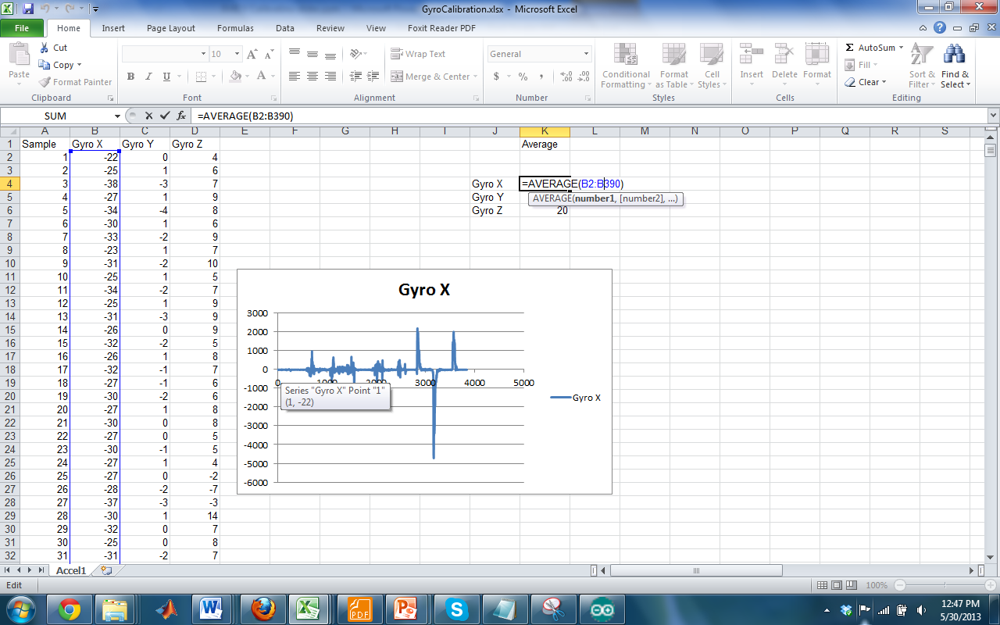 GyroCalibration.xlsx - Microsoft Excel
File Home Insert Page Layout Formulas Data Review View Foxit Reader PDF
Cut
Copy
Format Painter
Paste
Clipboard
10 A A
B I U A
Font
Wrap Text
Merge & Center
Alignment
General
$ % , .00 .0
Number
Conditional Formatting
Format as Table
Cell Styles
Styles
Insert Delete Format
Cells
Σ AutoSum
Fill
Clear
Sort & Filter
Find & Select
Editing
SUM fx =AVERAGE(B2:B390)
A B C D E F G H I J K L M N O P Q R S
1 Sample Gyro X Gyro Y Gyro Z Average
2 1 -22 0 4
3 2 -25 1 6
4 3 -38 -3 7 Gyro X =AVERAGE(B2:B390)
5 4 -27 1 9 Gyro Y AVERAGE(number1, [number2], ...)
6 5 -34 -4 8 Gyro Z 20
7 6 -30 1 6
8 7 -33 -2 9
9 8 -23 1 7
10 9 -31 -2 10
11 10 -25 1 5
12 11 -34 -2 7
13 12 -25 1 9
14 13 -31 -3 9
15 14 -26 0 9
16 15 -32 -2 5
17 16 -26 1 8
18 17 -32 -1 7
19 18 -27 -1 6
20 19 -30 -2 6
21 20 -27 1 8
22 21 -30 0 8
23 22 -27 0 5
24 23 -30 -1 5
25 24 -27 1 4
26 25 -27 0 -2
27 26 -28 -2 -7
28 27 -37 -3 -3
29 28 -30 1 14
30 29 -32 0 7
31 30 -25 0 8
32 31 -31 -2 7
Gyro X
3000
2000
1000
0
-1000
-2000
-3000
-4000
-5000
-6000
0 1000 2000 3000 4000 5000
Series "Gyro X" Point "1"
(1, -22)
Gyro X
Accel1
Edit 100%
W PDF P S
12:47 PM
5/30/2013